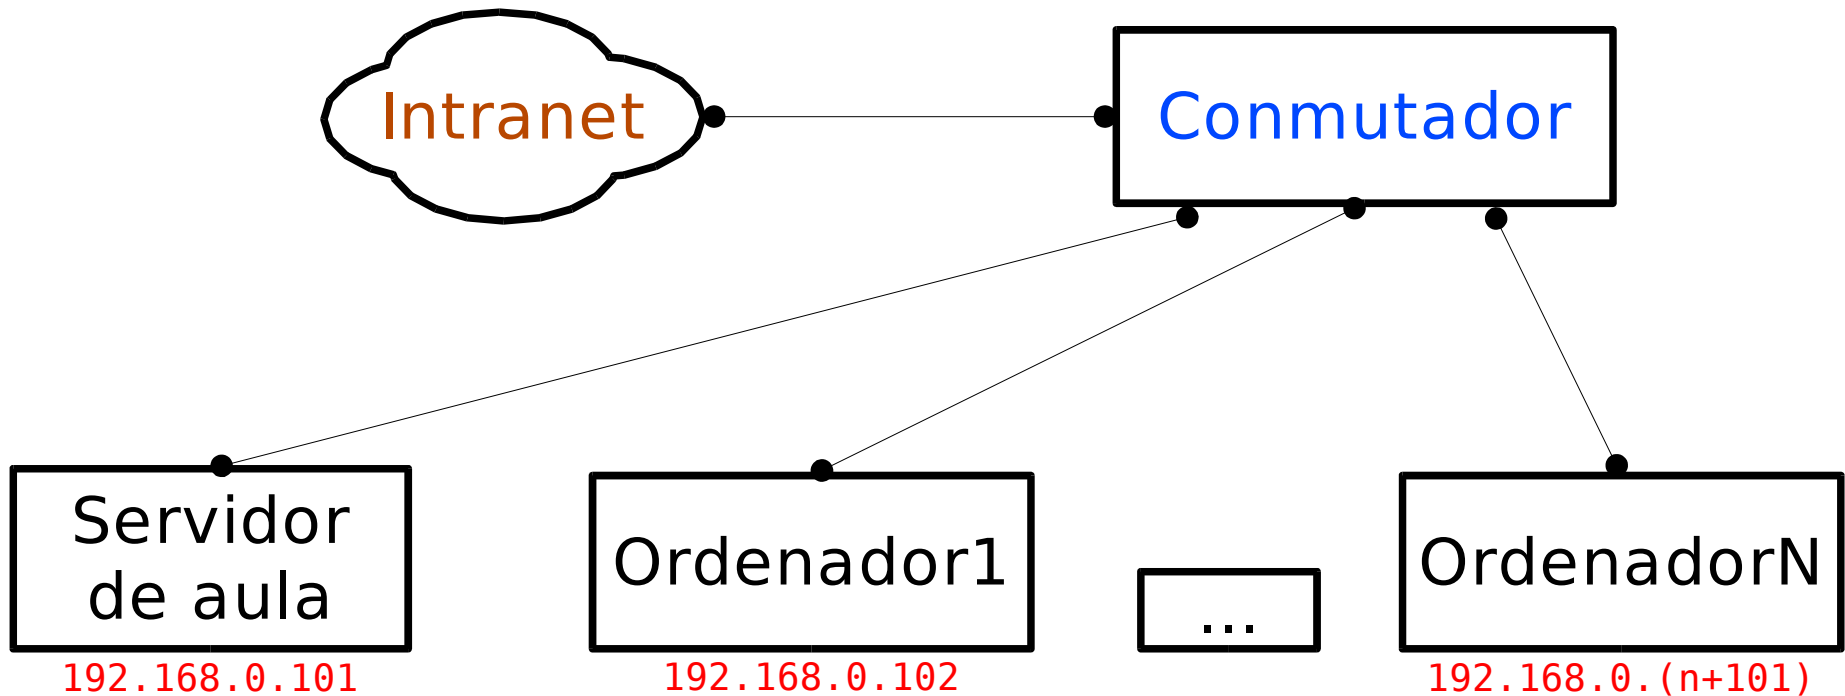 Intranet
Conmutador
Servidor
de aula
Ordenador1
...
OrdenadorN
192.168.0.101
192.168.0.102
192.168.0.(n+101)